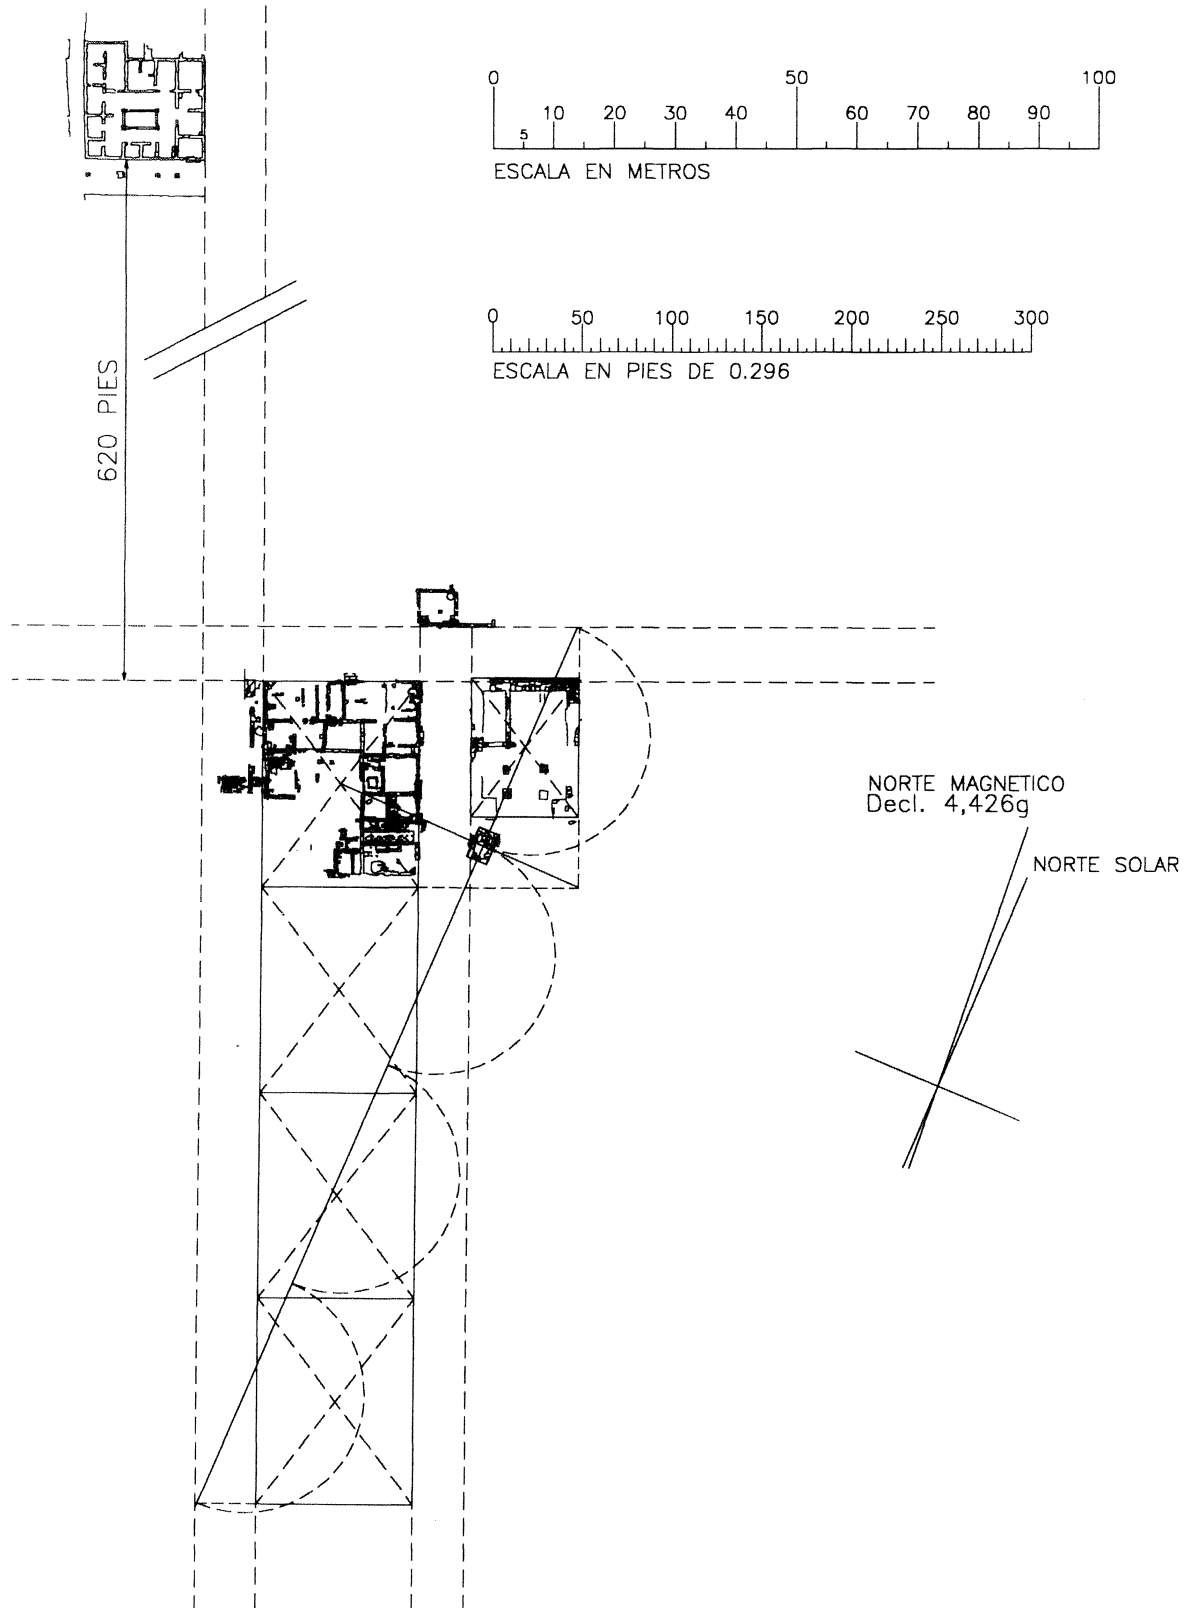 0 50 100
10 20 30 40 60 70 80 90
5
ESCALA EN METROS
0 50 100 150 200 250 300
ESCALA EN PIES DE 0.296
620 PIES
NORTE MAGNETICO
Decl. 4,426g
NORTE SOLAR